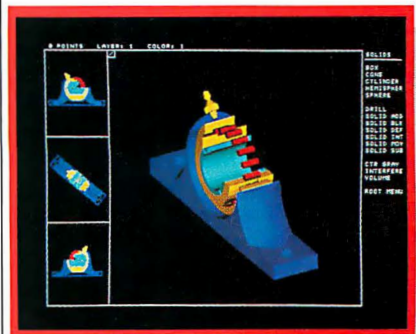 0 POINTS LAYER: 1 COLOR: 1
SOLIDS
BOX
CONE
CYLINDER
HEMISPHER
SPHERE
DRILL
SOLID MOD
SOLID BLK
SOLID DEF
SOLID INT
SOLID MOV
SOLID SUB
CTR GRAV
INTERFERE
VOLUME
ROOT MENU